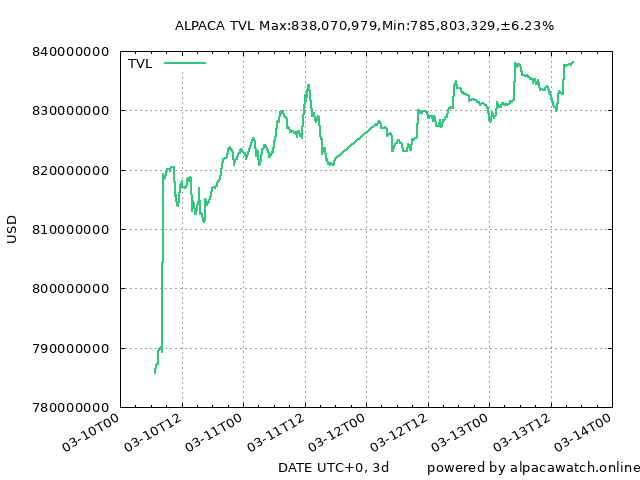 ALPACA TVL Max:838,070,979,Min:785,803,329,±6.23%
TVL
840000000
830000000
820000000
810000000
800000000
790000000
780000000
USD
03-10T00
03-10T12
03-11T00
03-11T12
03-12T00
03-12T12
03-13T00
03-13T12
03-14T00
DATE UTC+0, 3d
powered by alpacawatch.online